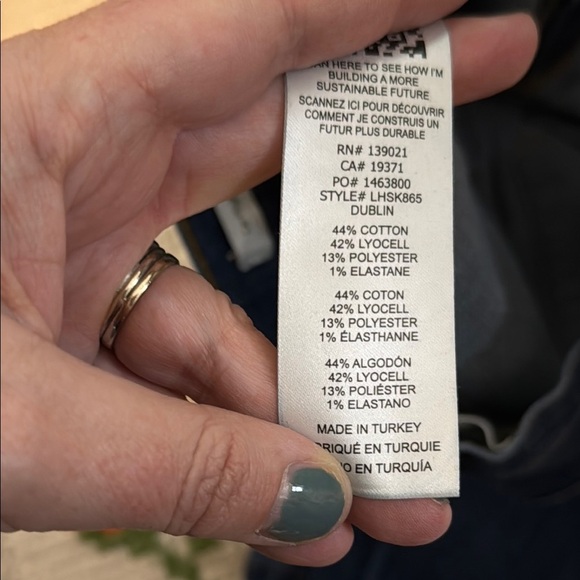 HERE TO SEE HOW I'M
BUILDING A MORE
SUSTAINABLE FUTURE
SCANNEZ ICI POUR DÉCOUVRIR
COMMENT JE CONSTRUIS UN
FUTUR PLUS DURABLE
RN# 139021
CA# 19371
PO# 1463800
STYLE# LHSK865
DUBLIN
44% COTTON
42% LYOCELL
13% POLYESTER
1% ELASTANE
44% COTON
42% LYOCELL
13% POLYESTER
1% ÉLASTHANNE
44% ALGODÓN
42% LYOCELL
13% POLIÉSTER
1% ELASTANO
MADE IN TURKEY
RIQUÉ EN TURQUIE
O EN TURQUÍA